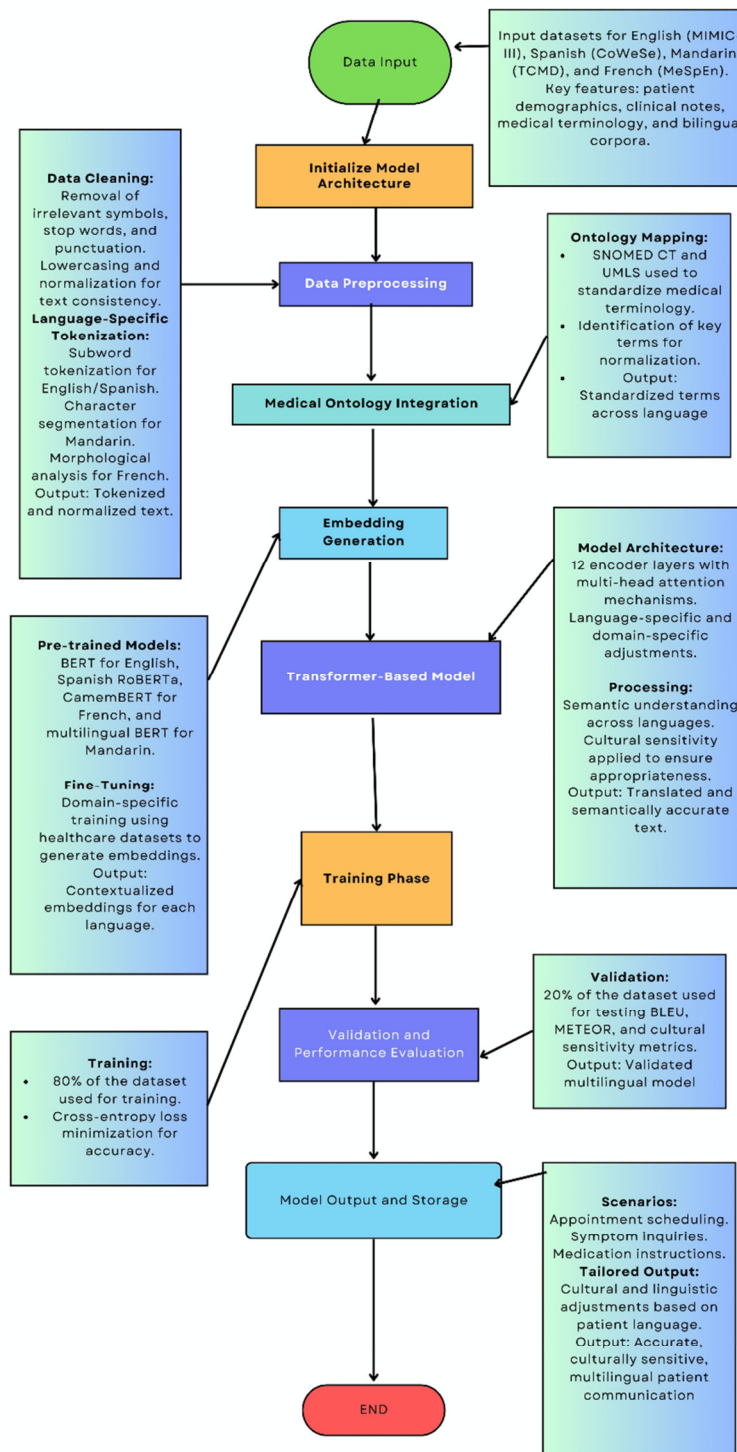 Data Input
Input datasets for English (MIMIC-
III), Spanish (CoWeSe), Mandarin
(TCMD), and French (MeSpEn).
Key features: patient
demographics, clinical notes,
medical terminology, and bilingual
corpora.
Initialize Model
Architecture
Data Cleaning:
Removal of
irrelevant symbols,
stop words, and
punctuation.
Lowercasing and
normalization for
text consistency.
Language-Specific
Tokenization:
Subword
tokenization for
English/Spanish.
Character
segmentation for
Mandarin.
Morphological
analysis for French.
Output: Tokenized
and normalized text.
Data Preprocessing
Ontology Mapping:
• SNOMED CT and
UMLS used to
standardize medical
terminology.
• Identification of key
terms for
normalization.
• Output:
Standardized terms
across language
Medical Ontology Integration
Embedding
Generation
Pre-trained Models:
BERT for English,
Spanish RoBERTa,
CamemBERT for
French, and
multilingual BERT for
Mandarin.
Fine-Tuning:
Domain-specific
training using
healthcare datasets to
generate embeddings.
Output:
Contextualized
embeddings for each
language.
Model Architecture:
12 encoder layers with
multi-head attention
mechanisms.
Language-specific and
domain-specific
adjustments.
Processing:
Semantic understanding
across languages.
Cultural sensitivity
applied to ensure
appropriateness.
Output: Translated and
semantically accurate
text.
Transformer-Based Model
Training Phase
Training:
• 80% of the dataset
used for training.
• Cross-entropy loss
minimization for
accuracy.
Validation and
Performance Evaluation
Validation:
20% of the dataset used
for testing BLEU,
METEOR, and cultural
sensitivity metrics.
Output: Validated
multilingual model
Model Output and Storage
Scenarios:
Appointment scheduling.
Symptom inquiries.
Medication instructions.
Tailored Output:
Cultural and linguistic
adjustments based on
patient language.
Output: Accurate,
culturally sensitive,
multilingual patient
communication
END